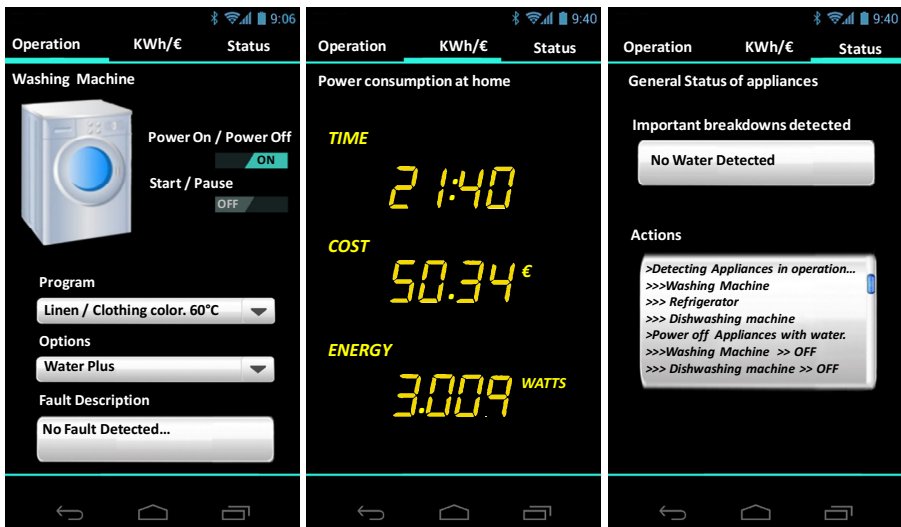 9:06
Operation KWh/€ Status
Washing Machine
Power On / Power Off
ON
Start / Pause
OFF
Program
Linen / Clothing color. 60°C
Options
Water Plus
Fault Description
No Fault Detected...
9:40
Operation KWh/€ Status
Power consumption at home
TIME
21:40
COST
50.34 €
ENERGY
3.009 WATTS
9:40
Operation KWh/€ Status
General Status of appliances
Important breakdowns detected
No Water Detected
Actions
>Detecting Appliances in operation...
>>>Washing Machine
>>> Refrigerator
>>> Dishwashing machine
>Power off Appliances with water.
>>>Washing Machine >> OFF
>>> Dishwashing machine >> OFF